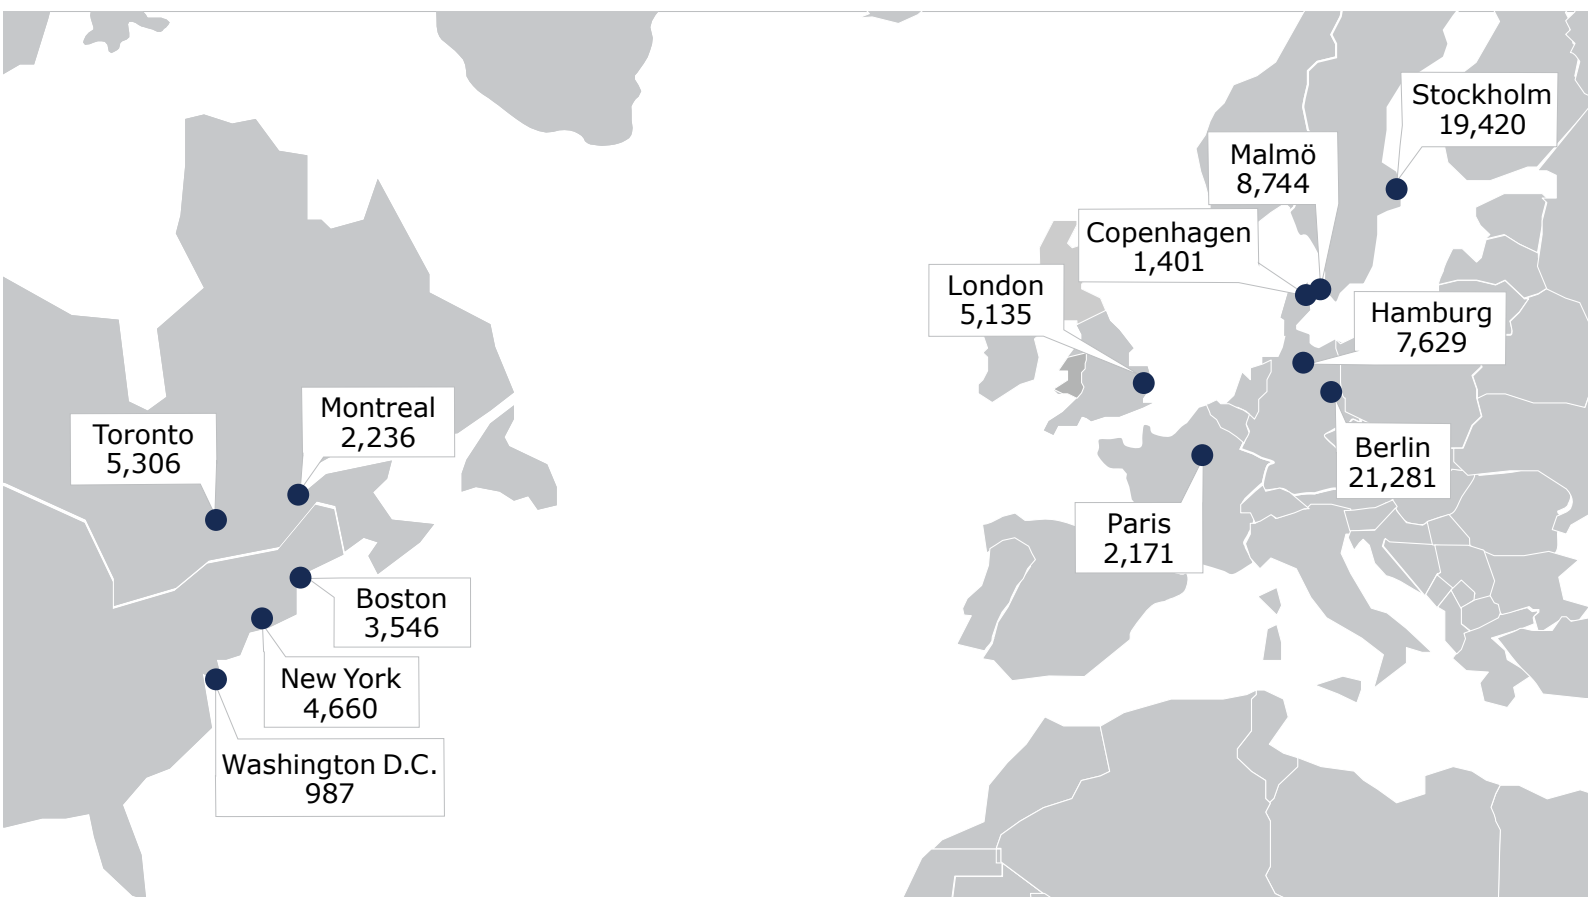 Stockholm
19,420
Malmö
8,744
Copenhagen
1,401
London
5,135
Hamburg
7,629
Berlin
21,281
Paris
2,171
Montreal
2,236
Toronto
5,306
Boston
3,546
New York
4,660
Washington D.C.
987